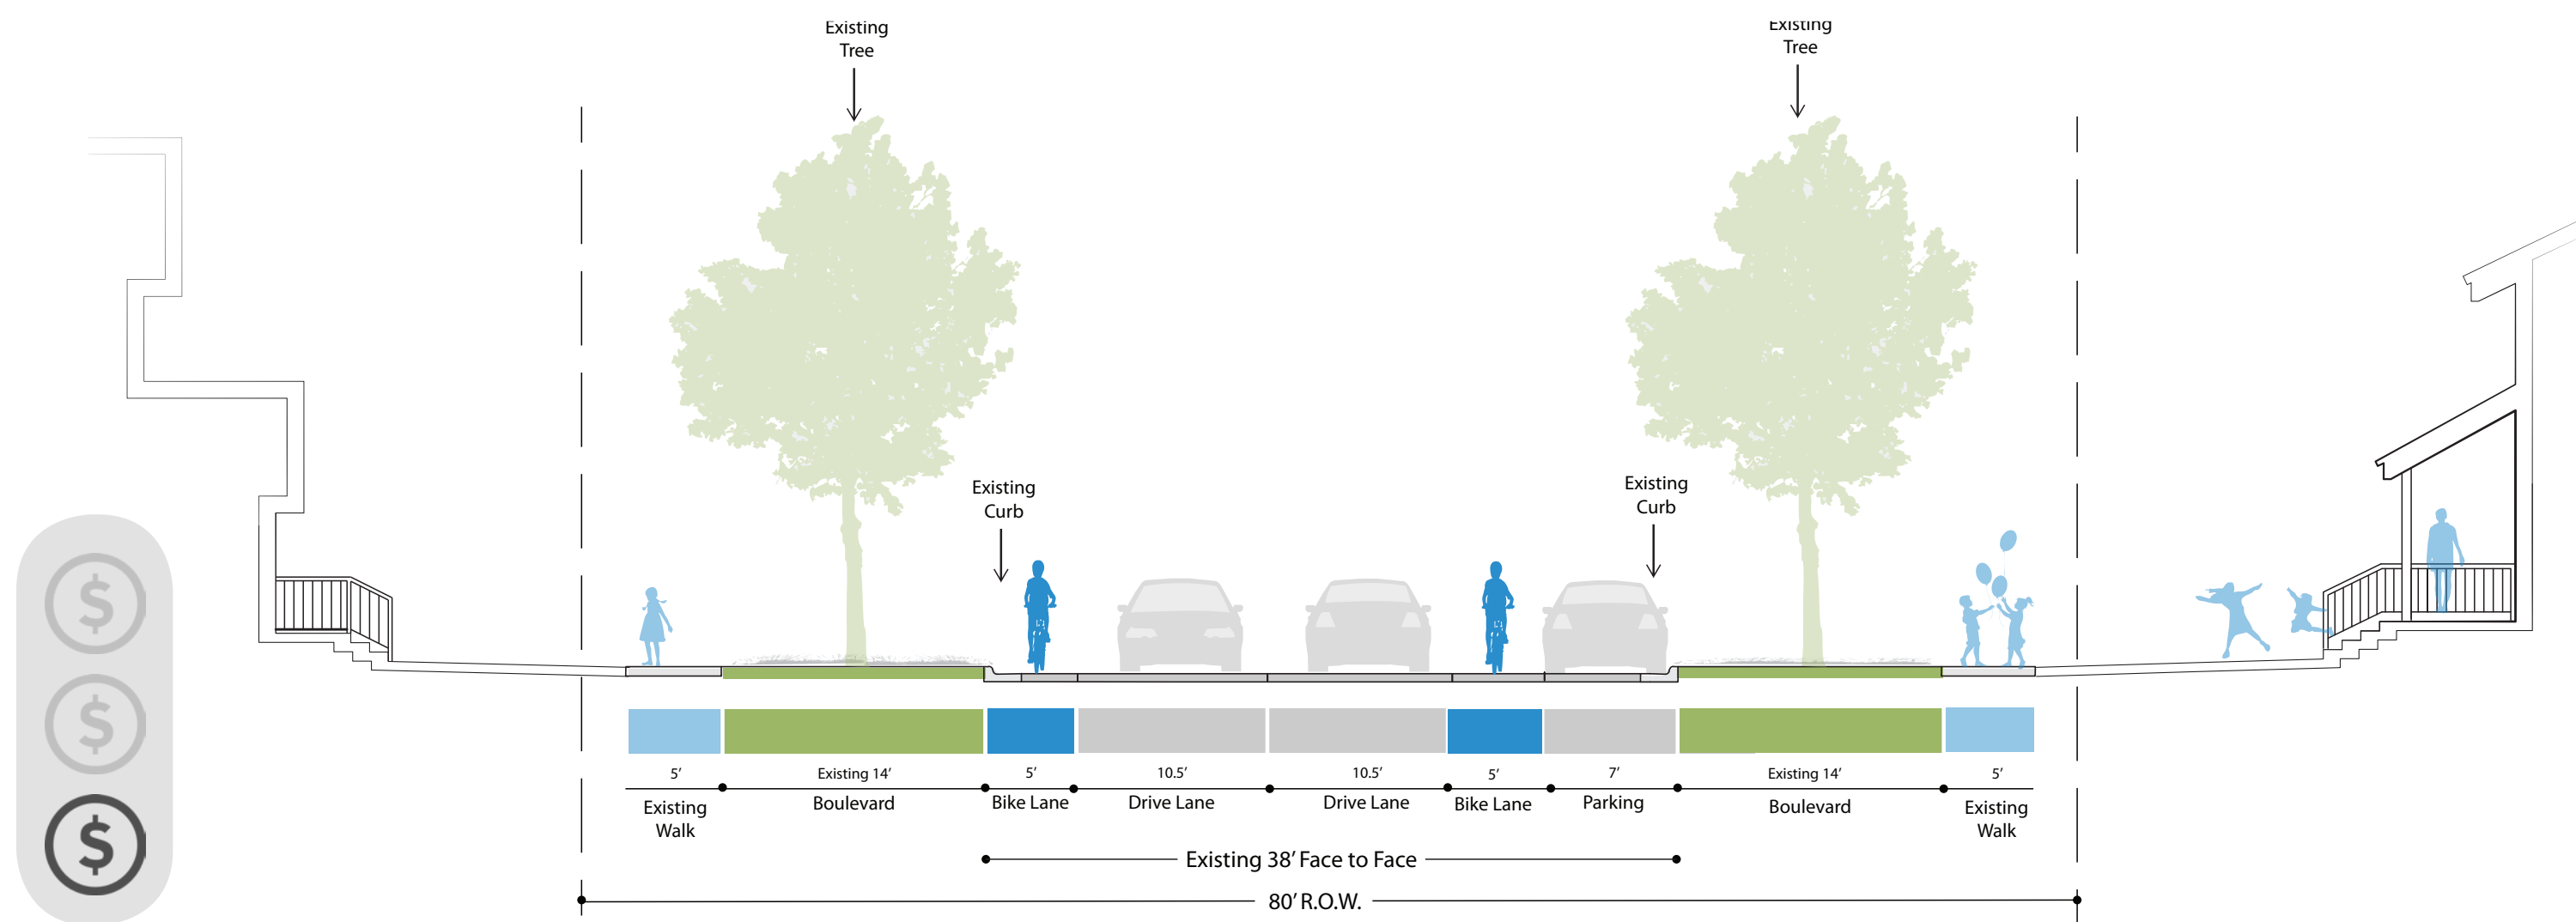 Existing
Tree
Existing
Tree
Existing
Curb
Existing
Curb
$
$
$
5’
Existing 14’
5’
10.5’
10.5’
5’
7’
Existing 14’
5’
Existing
Walk
Boulevard
Bike Lane
Drive Lane
Drive Lane
Bike Lane
Parking
Boulevard
Existing
Walk
Existing 38’ Face to Face
80’ R.O.W.